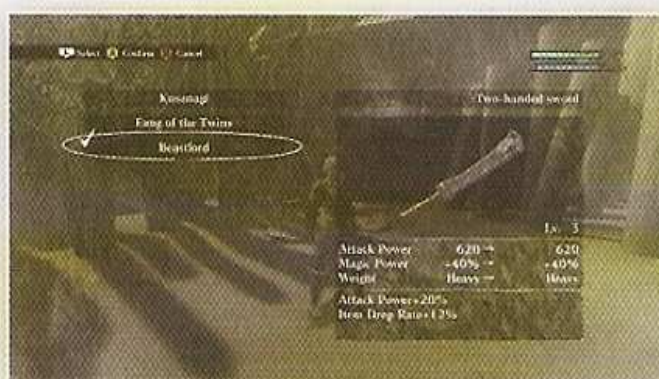 Select Confirm Cancel
Kusanagi
Fang of the Twins
Beastlord
Two-handed sword
Lv. 3
Attack Power 620 → 620
Magic Power -40% → -40%
Weight Heavy → Heavy
Attack Power+20%
Item Drop Rate+12%